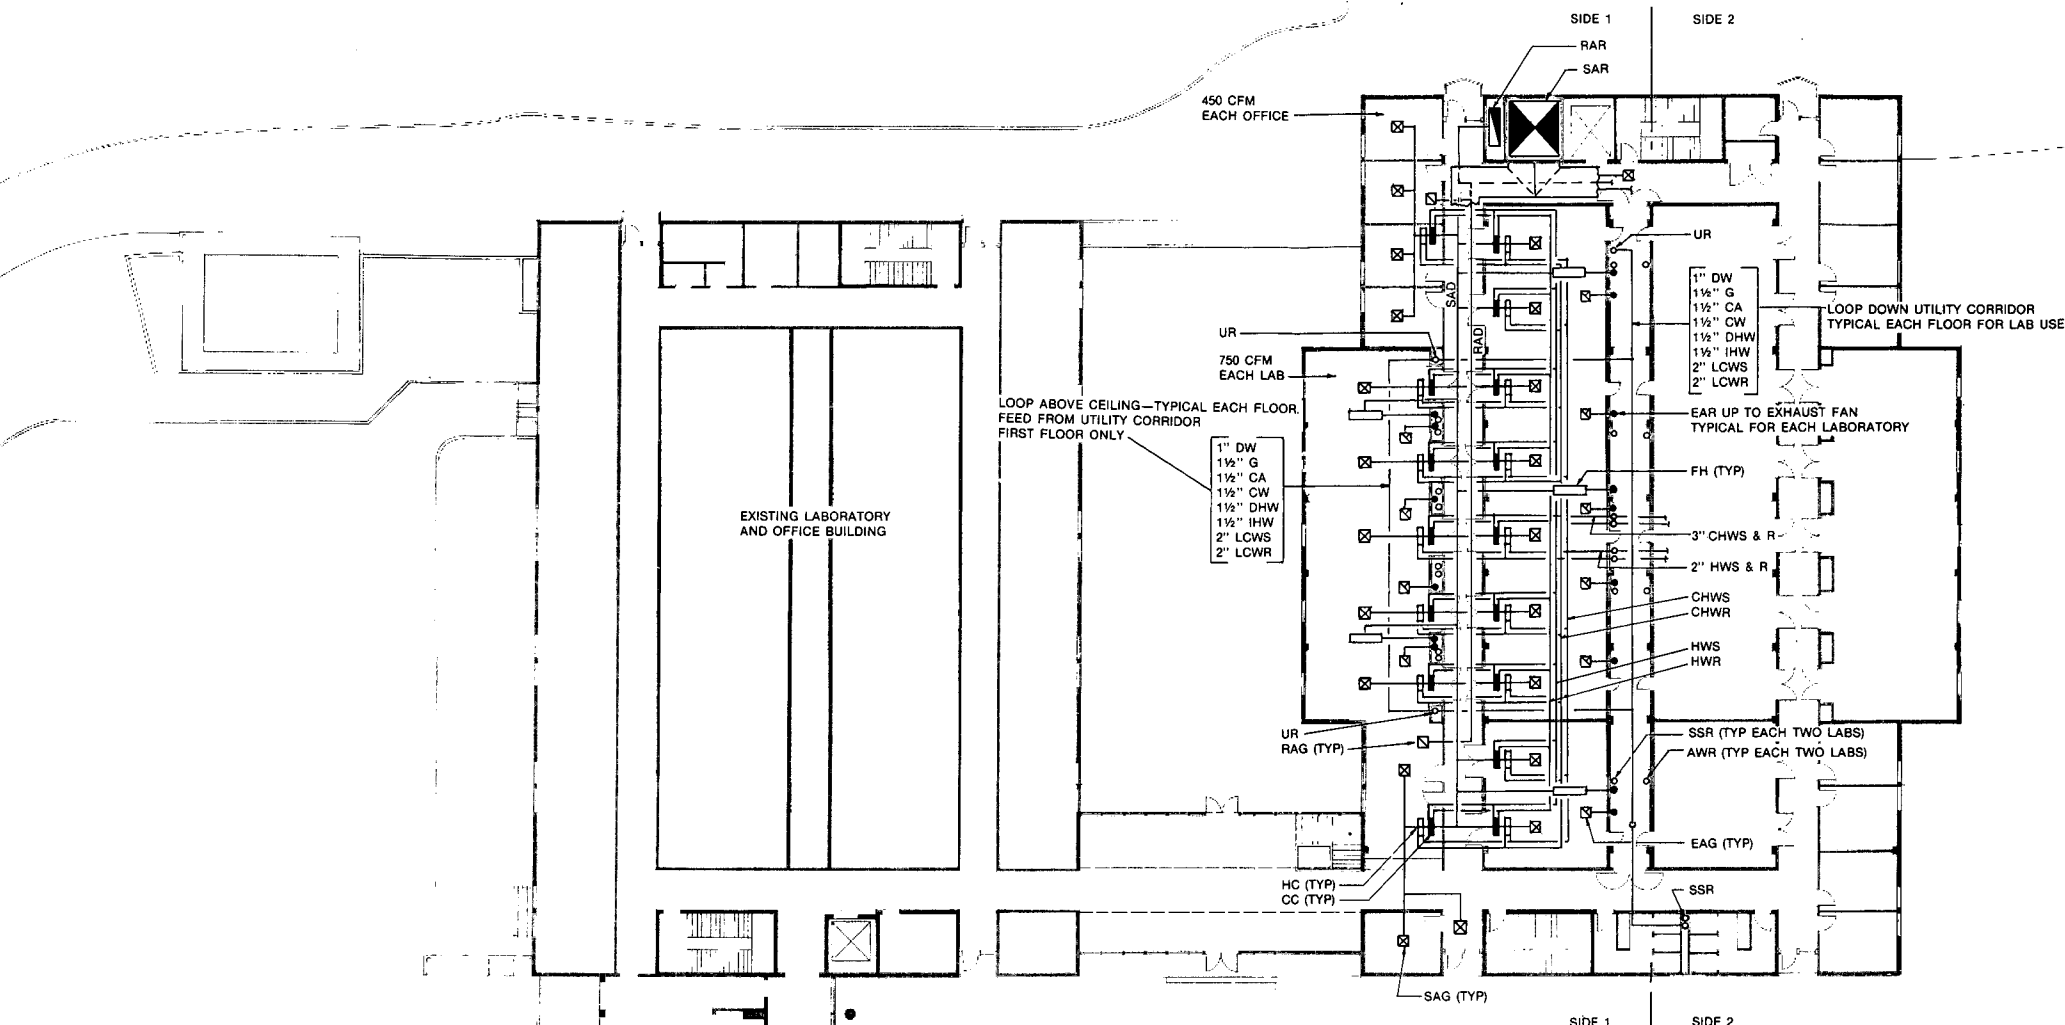 SIDE 1
SIDE 2
RAR
SAR
450 CFM
EACH OFFICE
UR
1" DW
1½" G
1½" CA
1½" CW
1½" DHW
1½" IHW
2" LCWS
2" LCWR
LOOP DOWN UTILITY CORRIDOR
TYPICAL EACH FLOOR FOR LAB USE
SAD
RAD
UR
750 CFM
EACH LAB
LOOP ABOVE CEILING—TYPICAL EACH FLOOR.
FEED FROM UTILITY CORRIDOR
FIRST FLOOR ONLY
1" DW
1½" G
1½" CA
1½" CW
1½" DHW
1½" IHW
2" LCWS
2" LCWR
EAR UP TO EXHAUST FAN
TYPICAL FOR EACH LABORATORY
FH (TYP)
EXISTING LABORATORY
AND OFFICE BUILDING
3" CHWS & R
2" HWS & R
CHWS
CHWR
HWS
HWR
UR
RAG (TYP)
SSR (TYP EACH TWO LABS)
AWR (TYP EACH TWO LABS)
EAG (TYP)
HC (TYP)
CC (TYP)
SSR
SAG (TYP)
SIDE 1
SIDE 2